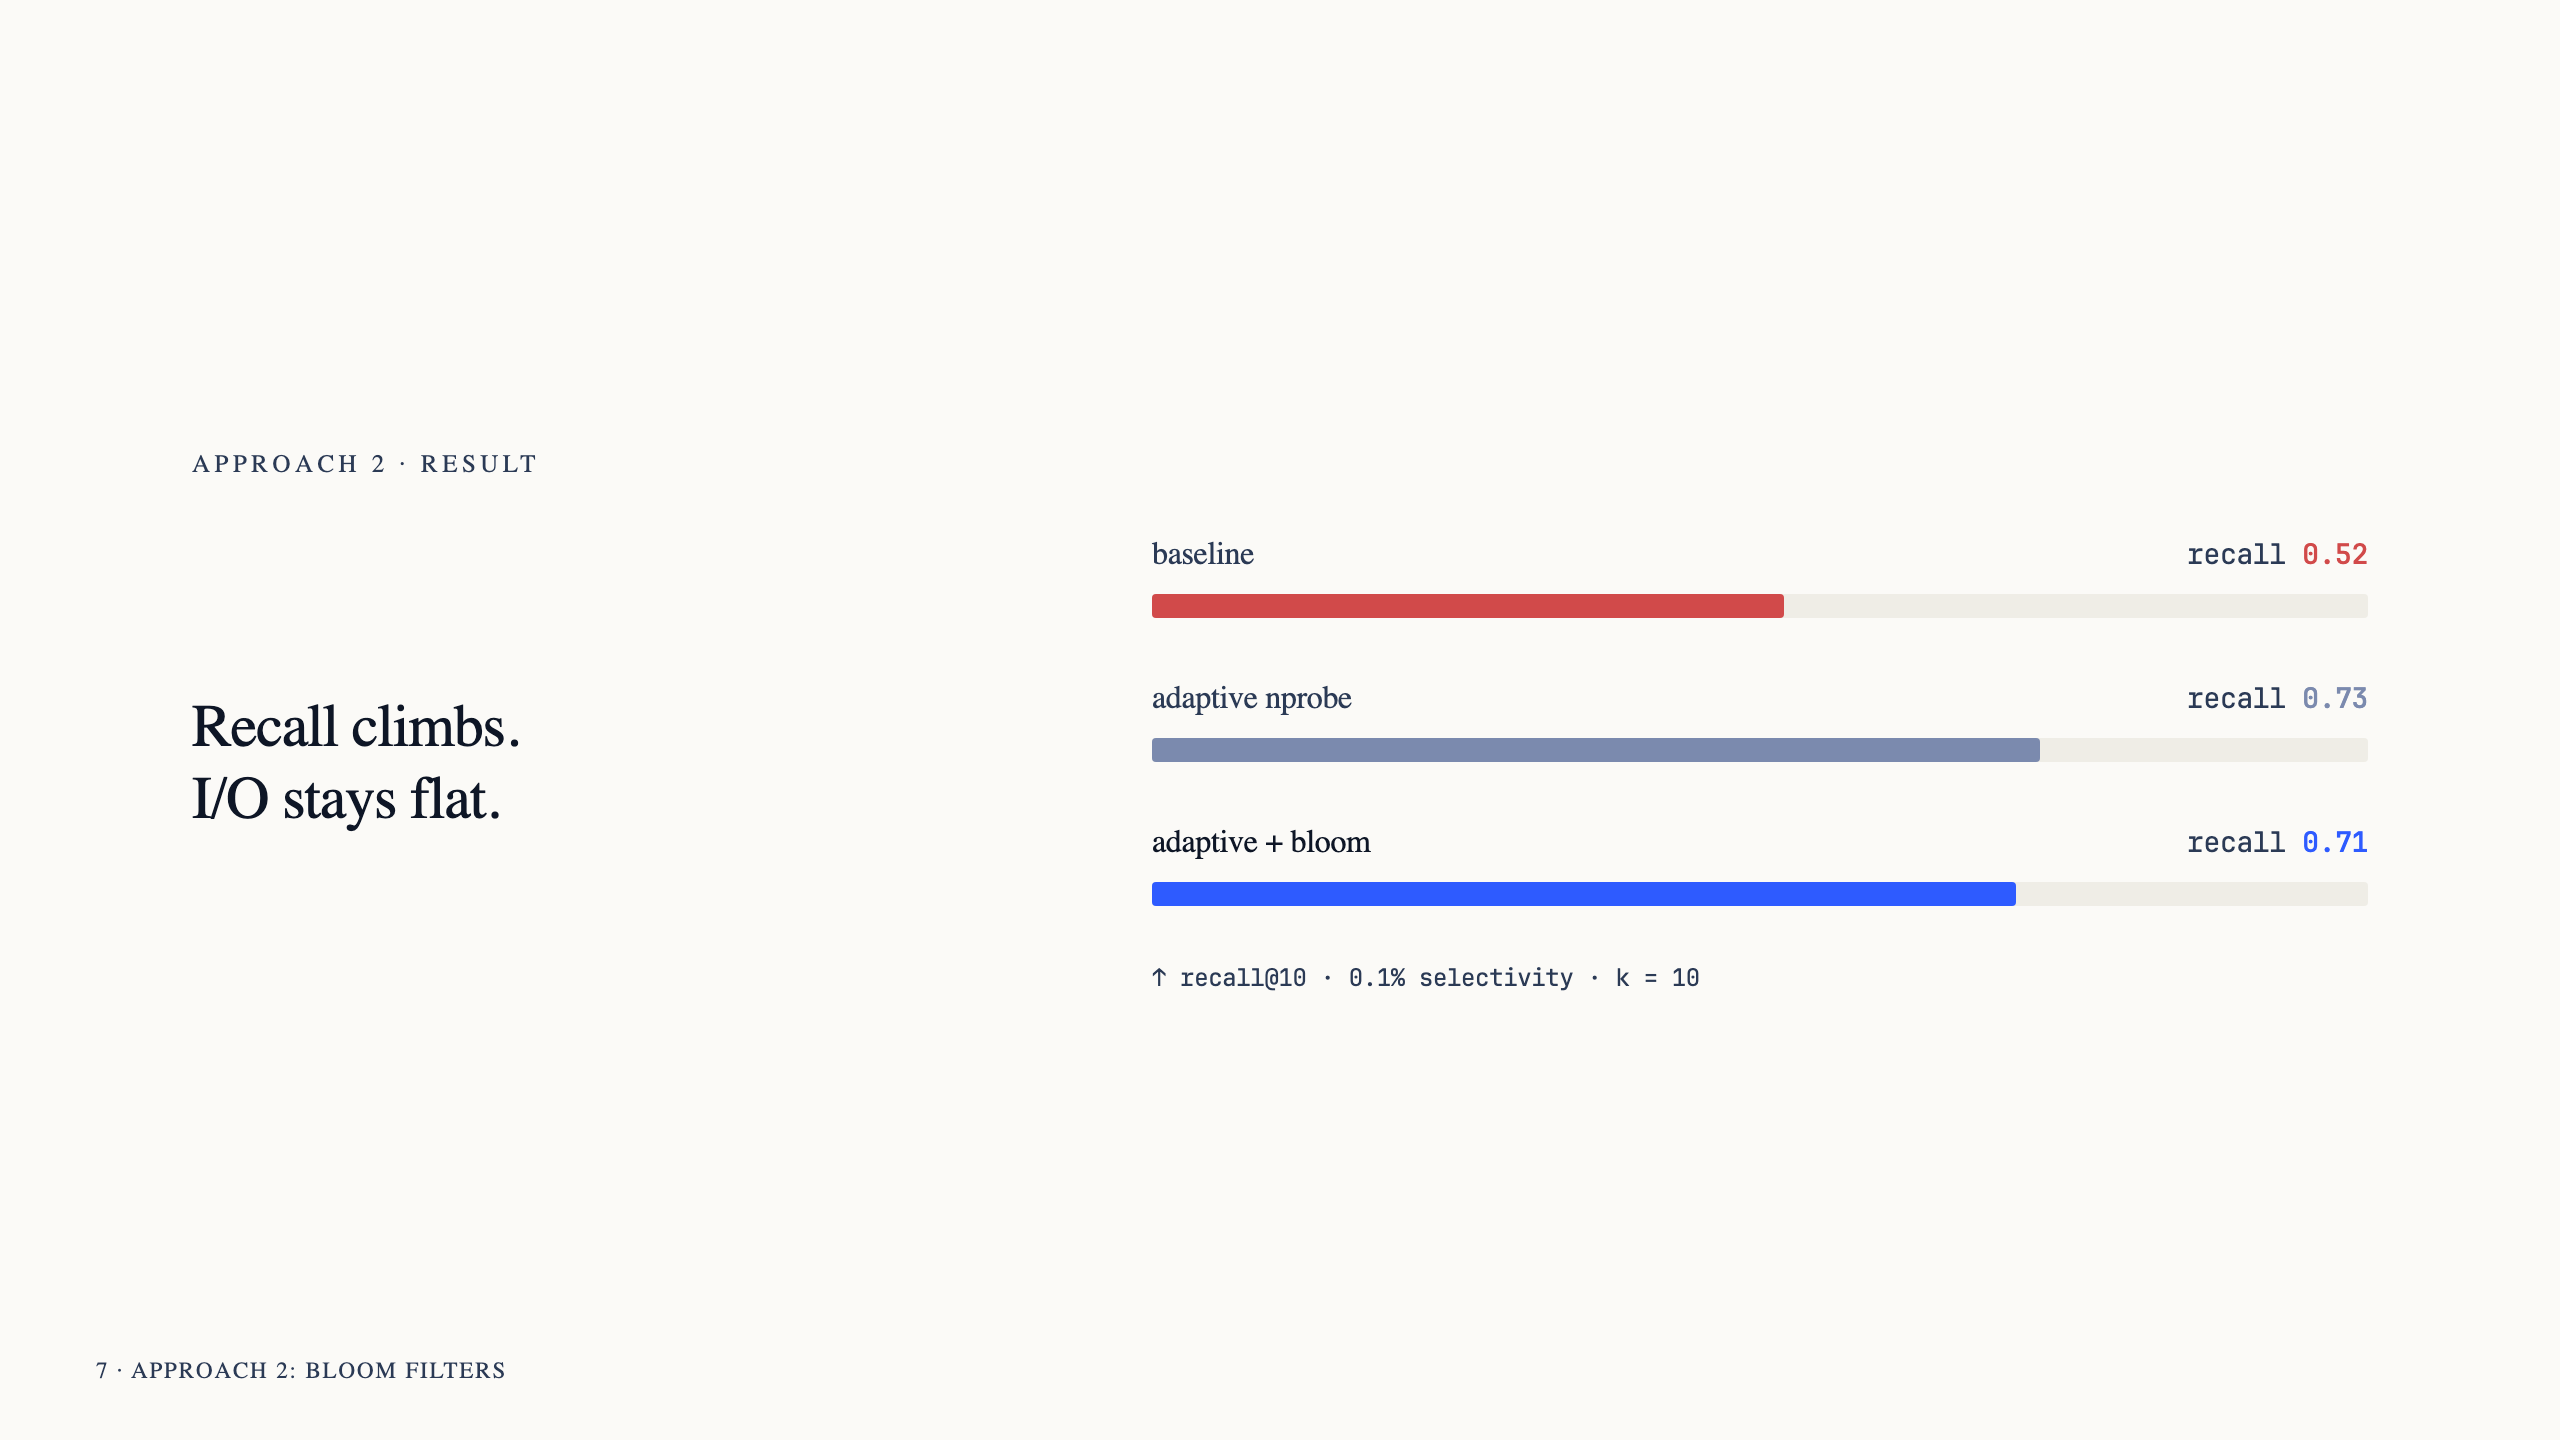 APPROACH 2 · RESULT
Recall climbs.
I/O stays flat.
baseline recall 0.52
adaptive nprobe recall 0.73
adaptive + bloom recall 0.71
↑ recall@10 · 0.1% selectivity · k = 10
7 · APPROACH 2: BLOOM FILTERS